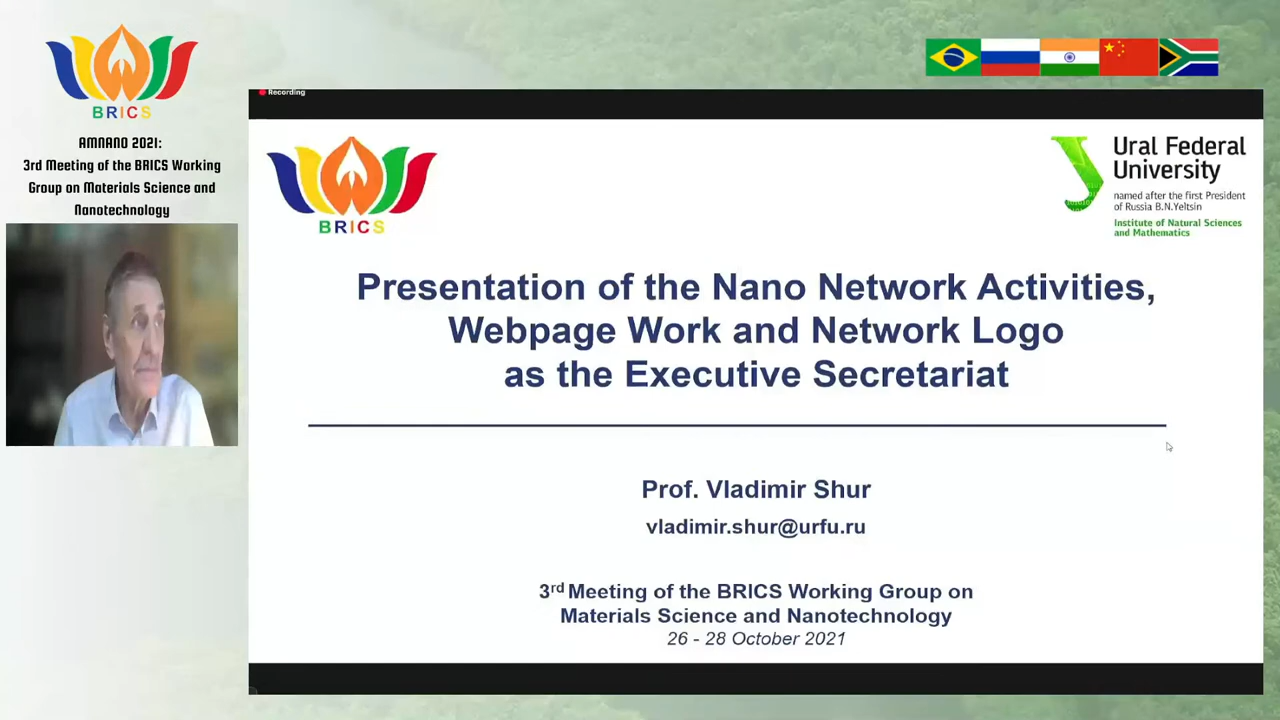 BRICS
AMNANO 2021:
3rd Meeting of the BRICS Working
Group on Materials Science and
Nanotechnology
Recording
BRICS
Ural Federal
University
named after the first President
of Russia B.N.Yeltsin
Institute of Natural Sciences
and Mathematics
Presentation of the Nano Network Activities,
Webpage Work and Network Logo
as the Executive Secretariat
Prof. Vladimir Shur
vladimir.shur@urfu.ru
3rd Meeting of the BRICS Working Group on
Materials Science and Nanotechnology
26 - 28 October 2021